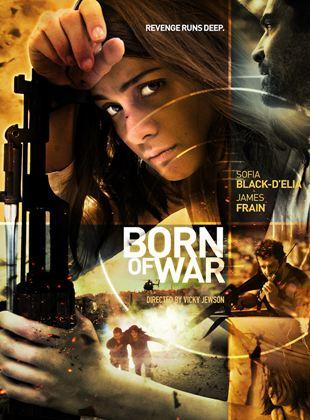 REVENGE RUNS DEEP.
SOFIA
BLACK-D'ELIA
JAMES
FRAIN
BORN
OF WAR
DIRECTED BY VICKY JEWSON